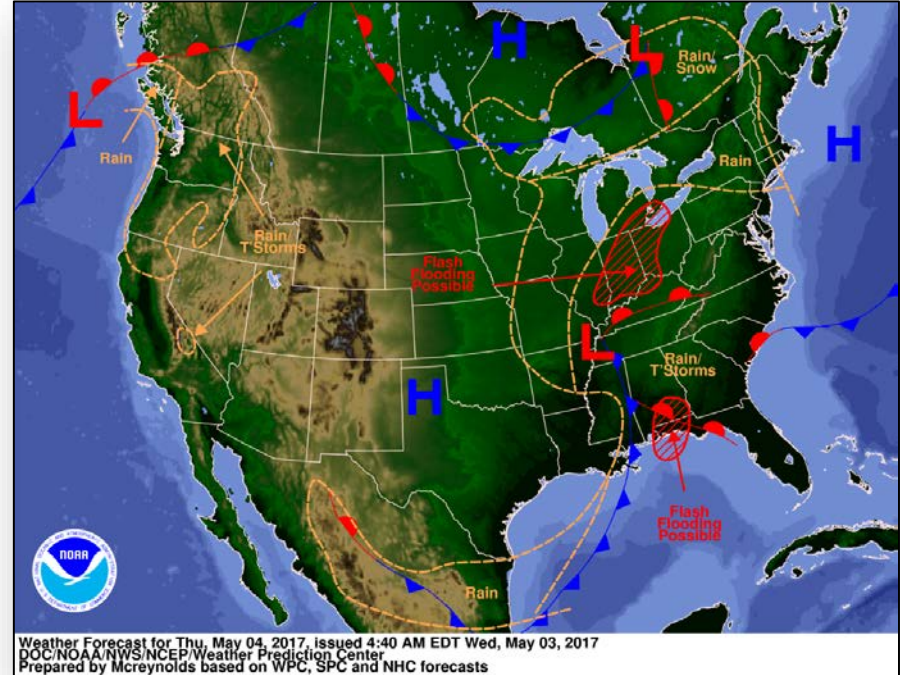 H
L
Rain/
Snow
L
H
Rain
Rain
Rain/
T'Storms
Flash
Flooding
Possible
L
Rain/
T'Storms
H
Flash
Flooding
Possible
NOAA
Rain
Weather Forecast for Thu, May 04, 2017, issued 4:40 AM EDT Wed, May 03, 2017
DOC/NOAA/NWS/NCEP/Weather Prediction Center
Prepared by Mcreynolds based on WPC, SPC and NHC forecasts